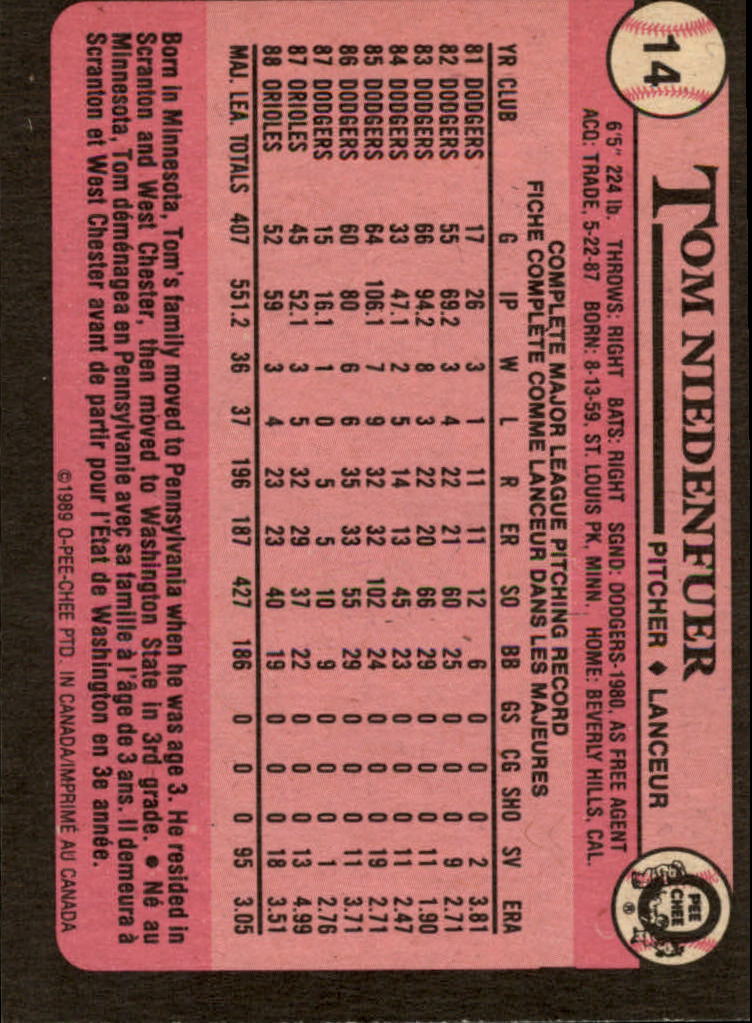 14
TOM NIEDENFUER
PITCHER ♦ LANCEUR
O PEE CHEE ®
6'5" 224 lb. THROWS: RIGHT BATS: RIGHT SGND: DODGERS-1980, AS FREE AGENT
ACQ: TRADE, 5-22-87 BORN: 8-13-59, ST. LOUIS PK, MINN. HOME: BEVERLY HILLS, CAL.
COMPLETE MAJOR LEAGUE PITCHING RECORD
FICHE COMPLÈTE COMME LANCEUR DANS LES MAJEURES
YR CLUB G IP W L R ER SO BB GS CG SHO SV ERA
81 DODGERS 17 26 3 1 11 11 12 6 0 0 0 2 3.81
82 DODGERS 55 69.2 3 4 22 21 60 25 0 0 0 9 2.71
83 DODGERS 66 94.2 8 3 22 20 66 29 0 0 0 11 1.90
84 DODGERS 33 47.1 2 5 14 13 45 23 0 0 0 11 2.47
85 DODGERS 64 106.1 7 9 32 32 102 24 0 0 0 19 2.71
86 DODGERS 60 80 6 6 35 33 55 29 0 0 0 11 3.71
87 DODGERS 15 16.1 1 0 5 5 10 9 0 0 0 1 2.76
87 ORIOLES 45 52.1 3 5 32 29 37 22 0 0 0 13 4.99
88 ORIOLES 52 59 3 4 23 23 40 19 0 0 0 18 3.51
MAJ. LEA. TOTALS 407 551.2 36 37 196 187 427 186 0 0 0 95 3.05
Born in Minnesota, Tom's family moved to Pennsylvania when he was age 3. He resided in
Scranton and West Chester, then moved to Washington State in 3rd grade. ● Né au
Minnesota, Tom déménagea en Pennsylvanie avec sa famille à l'âge de 3 ans. Il demeura à
Scranton et West Chester avant de partir pour l'État de Washington en 3e année.
©1989 O-PEE-CHEE PTD. IN CANADA/IMPRIMÉ AU CANADA